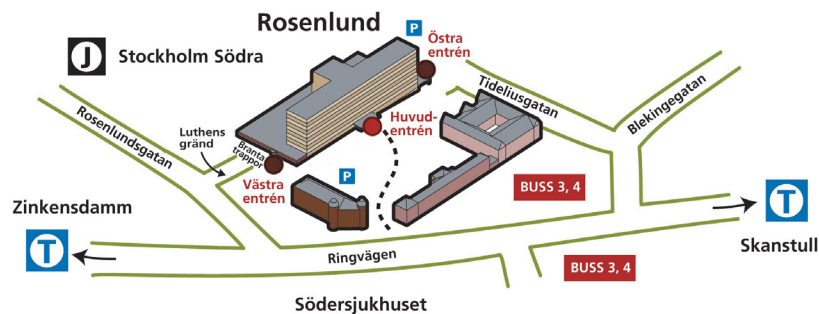 Rosenlund
P
Östra
entrén
J
Stockholm Södra
Tideliusgatan
Blekingegatan
Rosenlundsgatan
Luthens
gränd
Branta
trappor
Huvud-
entrén
Västra
entrén
P
BUSS 3, 4
Zinkensdamm
T
T
Skanstull
Ringvägen
BUSS 3, 4
Södersjukhuset